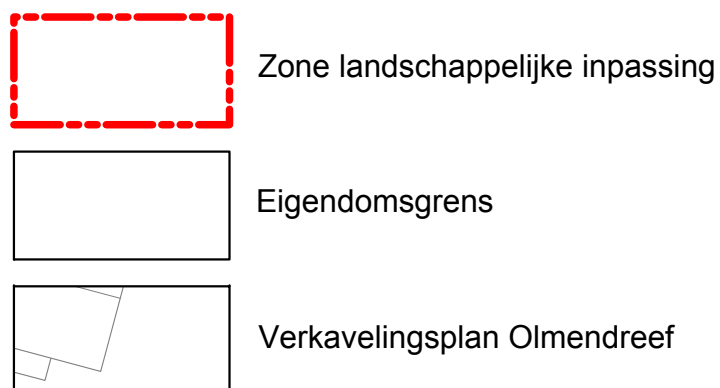 Zone landschappelijke inpassing
Eigendomsgrens
Verkavelingsplan Olmendreef